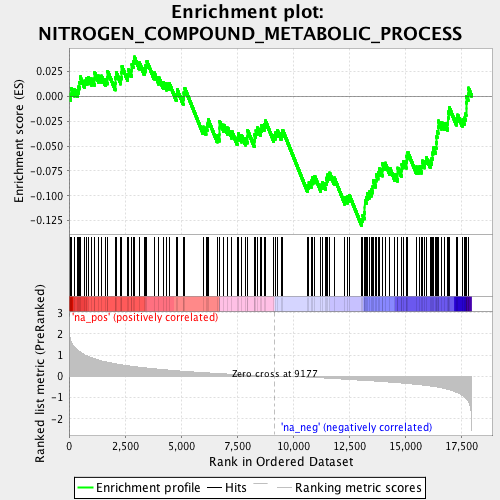 Enrichment plot:
NITROGEN_COMPOUND_METABOLIC_PROCESS
Enrichment score (ES)
0.025
0.000
-0.025
-0.050
-0.075
-0.100
-0.125
'na_pos' (positively correlated)
Ranked list metric (PreRanked)
3
2
1
0
-1
-2
Zero cross at 9177
'na_neg' (negatively correlated)
0
2,500
5,000
7,500
10,000
12,500
15,000
17,500
Rank in Ordered Dataset
Enrichment profile
Hits
Ranking metric scores